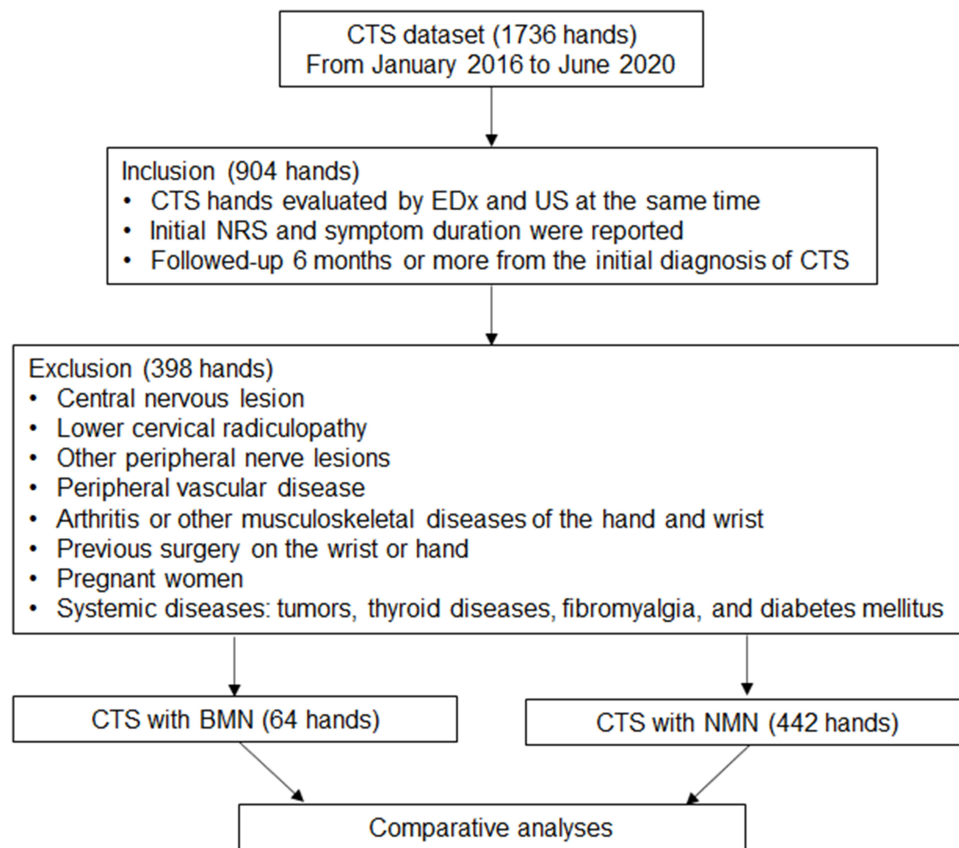 CTS dataset (1736 hands)
From January 2016 to June 2020
Inclusion (904 hands)
• CTS hands evaluated by EDx and US at the same time
• Initial NRS and symptom duration were reported
• Followed-up 6 months or more from the initial diagnosis of CTS
Exclusion (398 hands)
• Central nervous lesion
• Lower cervical radiculopathy
• Other peripheral nerve lesions
• Peripheral vascular disease
• Arthritis or other musculoskeletal diseases of the hand and wrist
• Previous surgery on the wrist or hand
• Pregnant women
• Systemic diseases: tumors, thyroid diseases, fibromyalgia, and diabetes mellitus
CTS with BMN (64 hands)
CTS with NMN (442 hands)
Comparative analyses